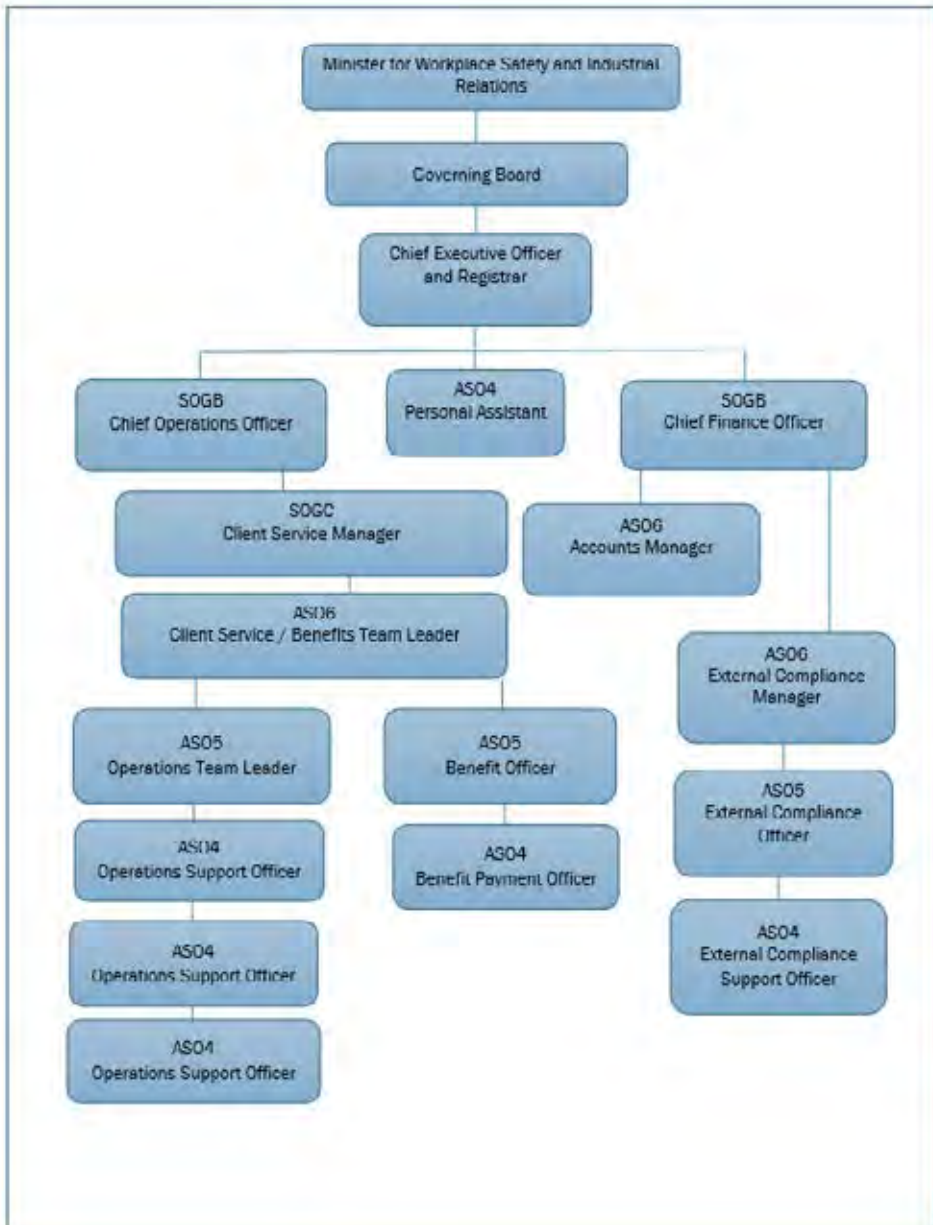 Minister for Workplace Safety and Industrial
Relations
Governing Board
Chief Executive Officer
and Registrar
SOGB
Chief Operations Officer
ASO4
Personal Assistant
SOGB
Chief Finance Officer
SOGC
Client Service Manager
ASO6
Accounts Manager
ASO6
Client Service / Benefits Team Leader
ASO6
External Compliance
Manager
ASO5
Operations Team Leader
ASO5
Benefit Officer
ASO5
External Compliance
Officer
ASO4
Operations Support Officer
ASO4
Benefit Payment Officer
ASO4
External Compliance
Support Officer
ASO4
Operations Support Officer
ASO4
Operations Support Officer